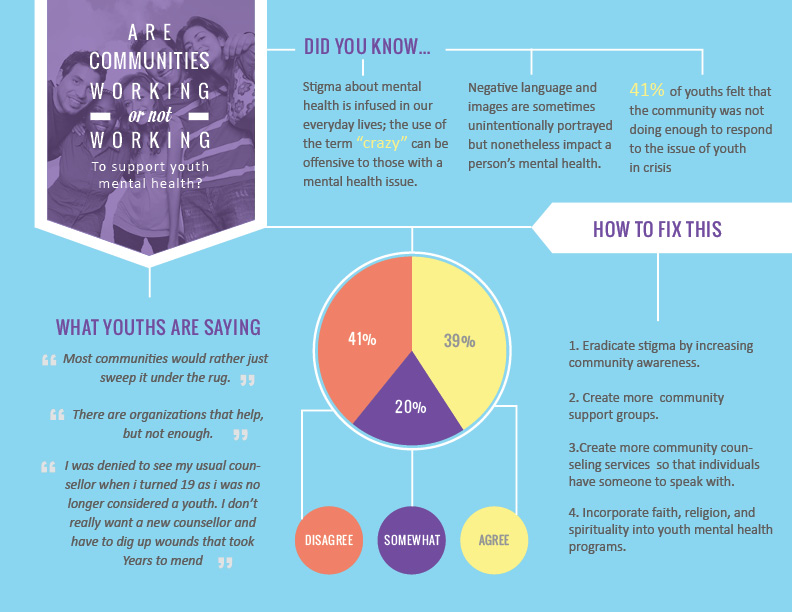 ARE
COMMUNITIES
WORKING
or not
WORKING
To support youth
mental health?
DID YOU KNOW...
Stigma about mental
health is infused in our
everyday lives; the use of
the term "crazy" can be
offensive to those with a
mental health issue.
Negative language and
images are sometimes
unintentionally portrayed
but nonetheless impact a
person's mental health.
41% of youths felt that
the community was not
doing enough to respond
to the issue of youth
in crisis
HOW TO FIX THIS
1. Eradicate stigma by increasing
community awareness.
2. Create more community
support groups.
3.Create more community coun-
seling services so that individuals
have someone to speak with.
4. Incorporate faith, religion, and
spirituality into youth mental health
programs.
WHAT YOUTHS ARE SAYING
“ Most communities would rather just
sweep it under the rug. ”
“ There are organizations that help,
but not enough. ”
“ I was denied to see my usual coun-
sellor when i turned 19 as i was no
longer considered a youth. I don't
really want a new counsellor and
have to dig up wounds that took
Years to mend ”
41%
39%
20%
DISAGREE
SOMEWHAT
AGREE